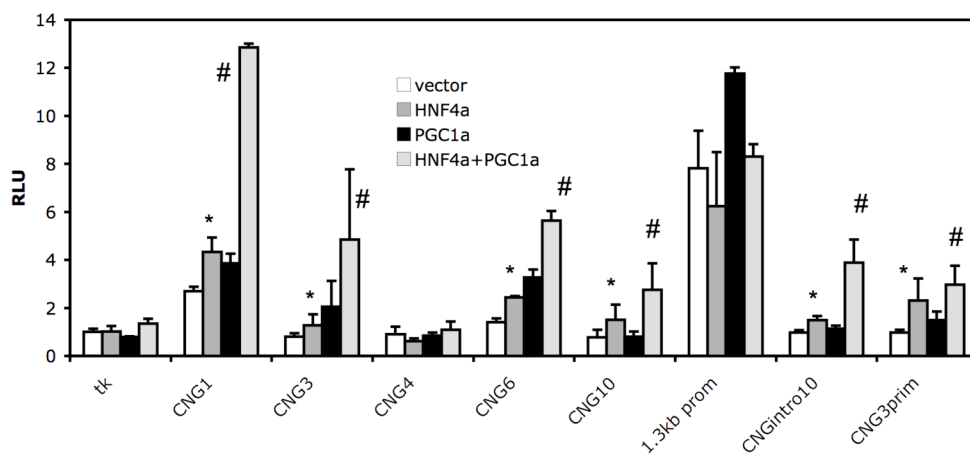 14
12
10
8
6
4
2
0
RLU
vector
HNF4a
PGC1a
HNF4a+PGC1a
#
*
*
#
*
#
*
#
*
#
*
#
tk
CNG1
CNG3
CNG4
CNG6
CNG10
1.3kb prom
CNGintro10
CNG3prim